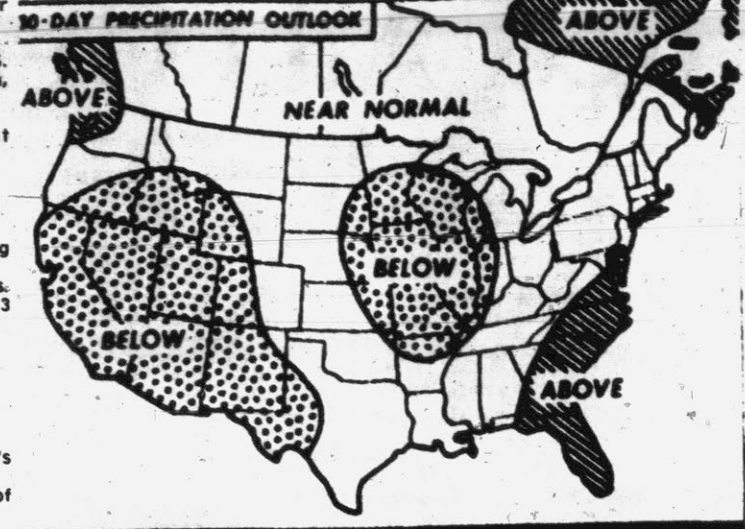 30-DAY PRECIPITATION OUTLOOK
ABOVE
ABOVE
NEAR NORMAL
BELOW
BELOW
ABOVE